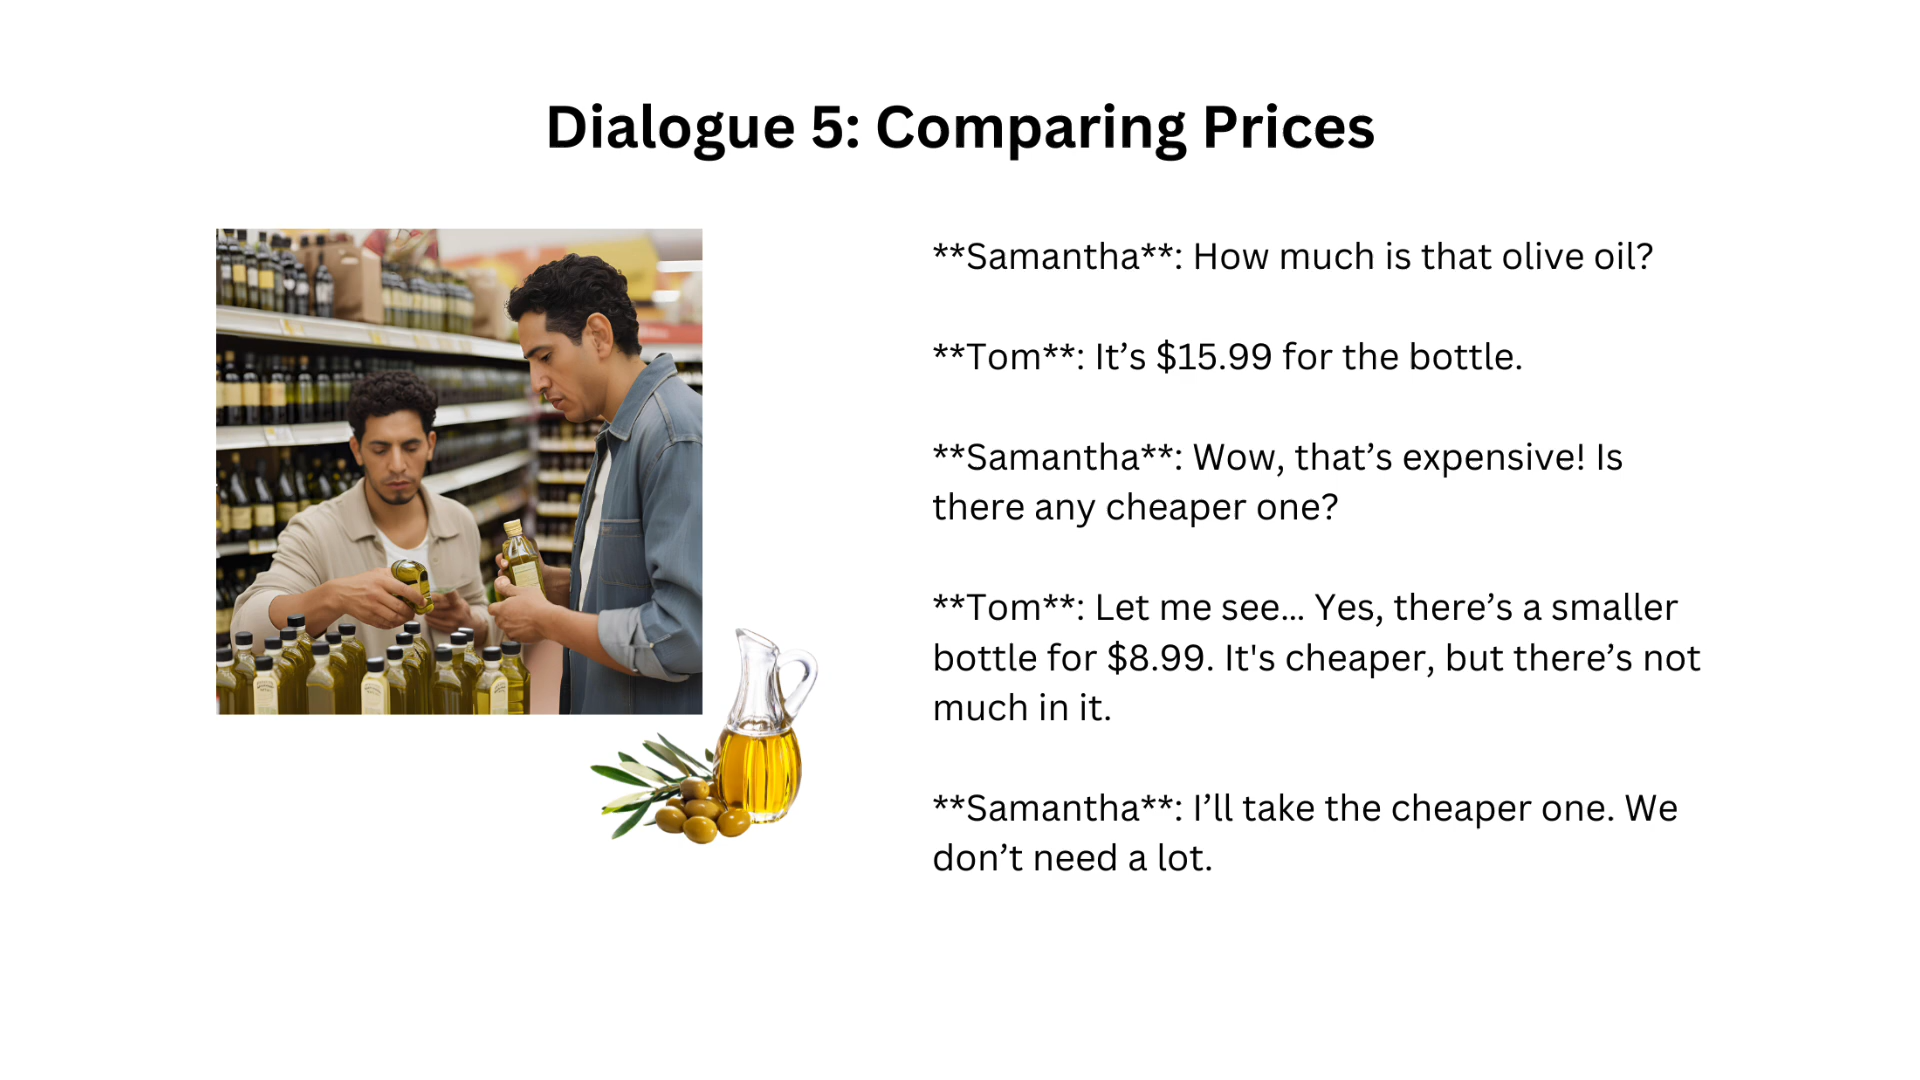 Dialogue 5: Comparing Prices
**Samantha**: How much is that olive oil?
**Tom**: It’s $15.99 for the bottle.
**Samantha**: Wow, that’s expensive! Is
there any cheaper one?
**Tom**: Let me see... Yes, there’s a smaller
bottle for $8.99. It's cheaper, but there’s not
much in it.
**Samantha**: I’ll take the cheaper one. We
don’t need a lot.